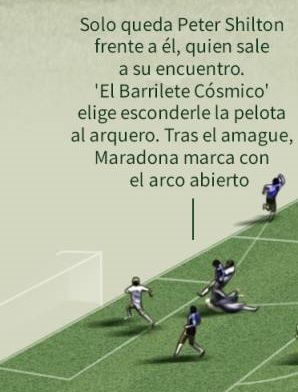 Solo queda Peter Shilton
frente a él, quien sale
a su encuentro.
'El Barrilete Cósmico'
elige esconderle la pelota
al arquero. Tras el amague,
Maradona marca con
el arco abierto